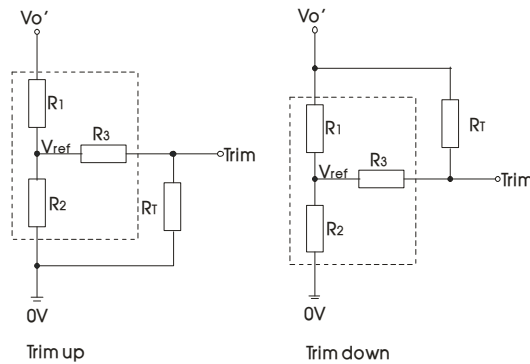 Vo'
Vo'
R1
R1
RT
Vref
R3
Trim
Vref
R3
Trim
R2
RT
R2
0V
0V
Trim up
Trim down